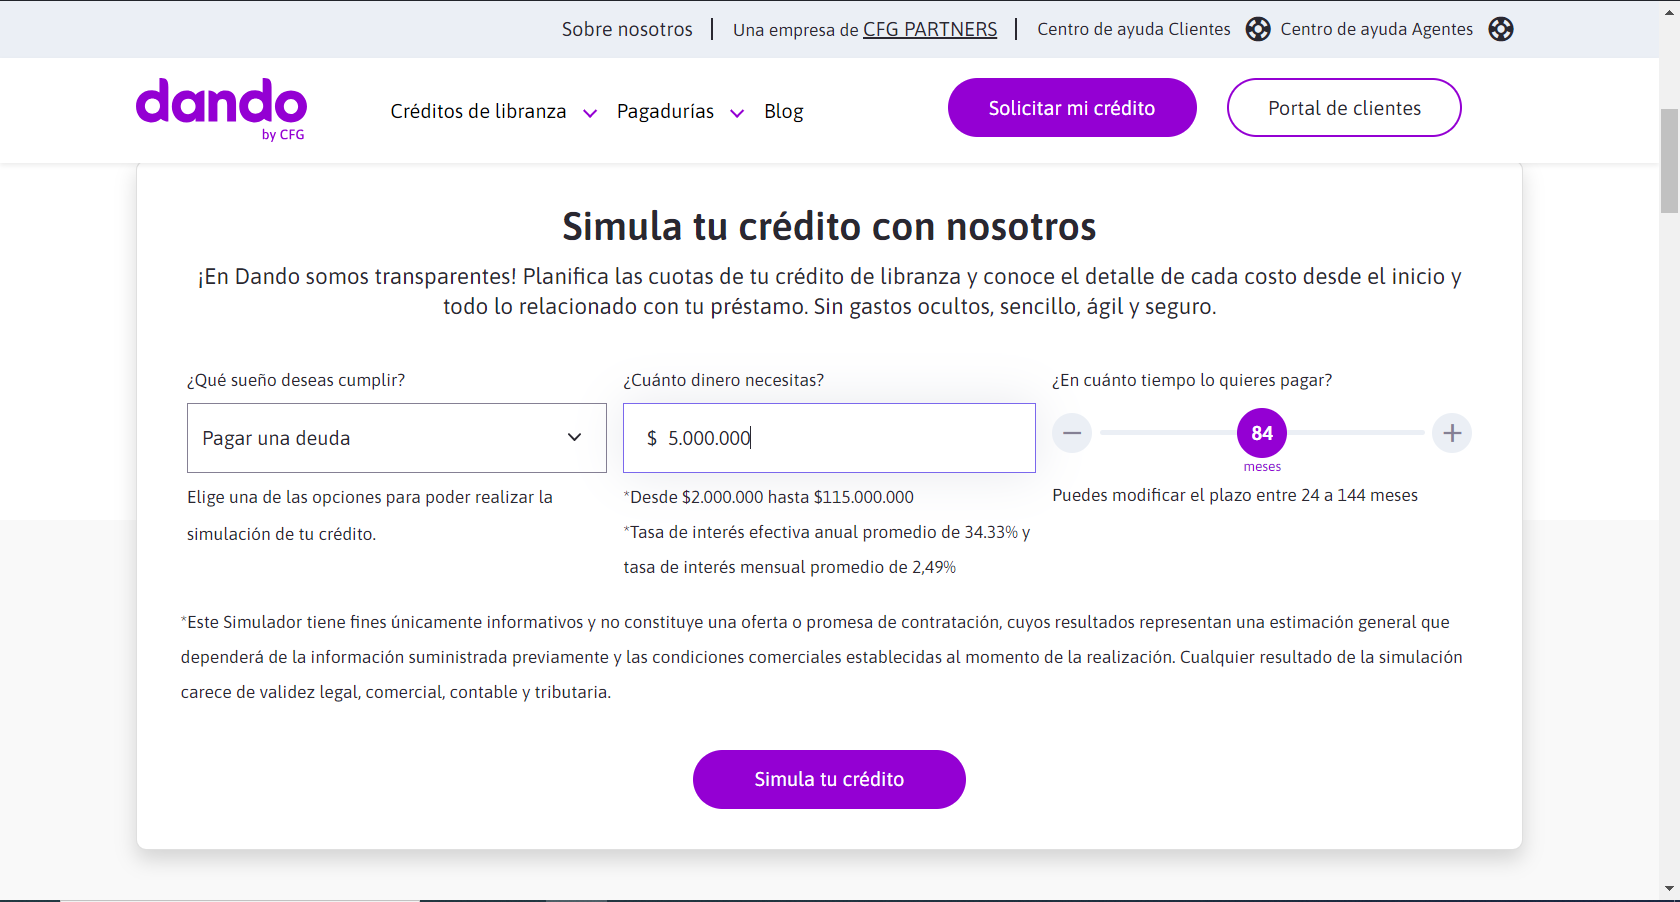 Sobre nosotros | Una empresa de CFG PARTNERS | Centro de ayuda Clientes Centro de ayuda Agentes
dando
by CFG
Créditos de libranza Pagadurías Blog Solicitar mi crédito Portal de clientes
Simula tu crédito con nosotros
¡En Dando somos transparentes! Planifica las cuotas de tu crédito de libranza y conoce el detalle de cada costo desde el inicio y
todo lo relacionado con tu préstamo. Sin gastos ocultos, sencillo, ágil y seguro.
¿Qué sueño deseas cumplir?
Pagar una deuda
Elige una de las opciones para poder realizar la
simulación de tu crédito.
¿Cuánto dinero necesitas?
$ 5.000.000
*Desde $2.000.000 hasta $115.000.000
*Tasa de interés efectiva anual promedio de 34.33% y
tasa de interés mensual promedio de 2,49%
¿En cuánto tiempo lo quieres pagar?
84
meses
Puedes modificar el plazo entre 24 a 144 meses
*Este Simulador tiene fines únicamente informativos y no constituye una oferta o promesa de contratación, cuyos resultados representan una estimación general que
dependerá de la información suministrada previamente y las condiciones comerciales establecidas al momento de la realización. Cualquier resultado de la simulación
carece de validez legal, comercial, contable y tributaria.
Simula tu crédito